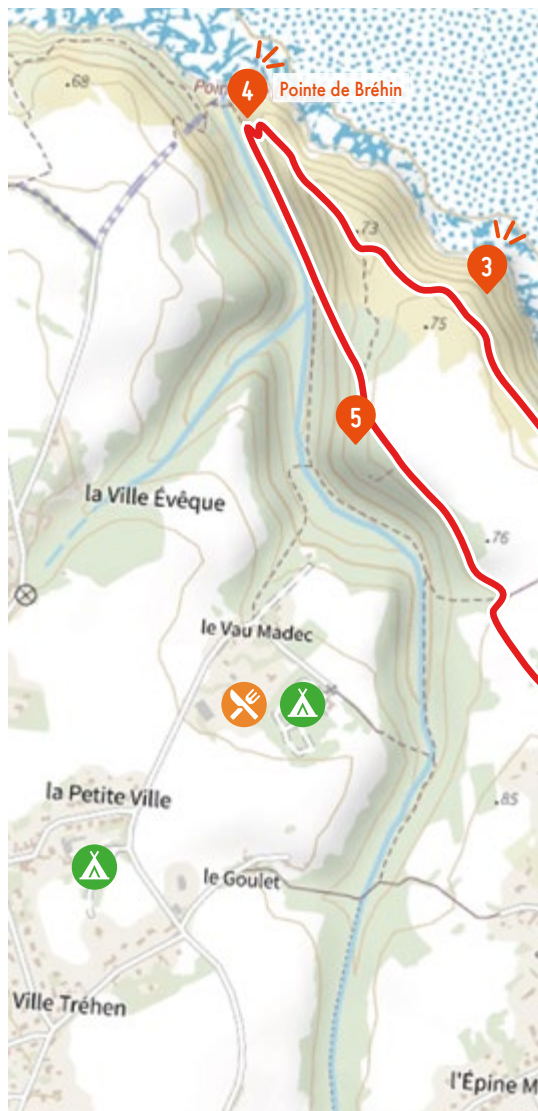 .68
Poin
4
Pointe de Bréhin
.73
3
.75
5
la Ville Évêque
.76
le Vau Madec
la Petite Ville
.85
le Goulet
Ville Tréhen
l'Épine M